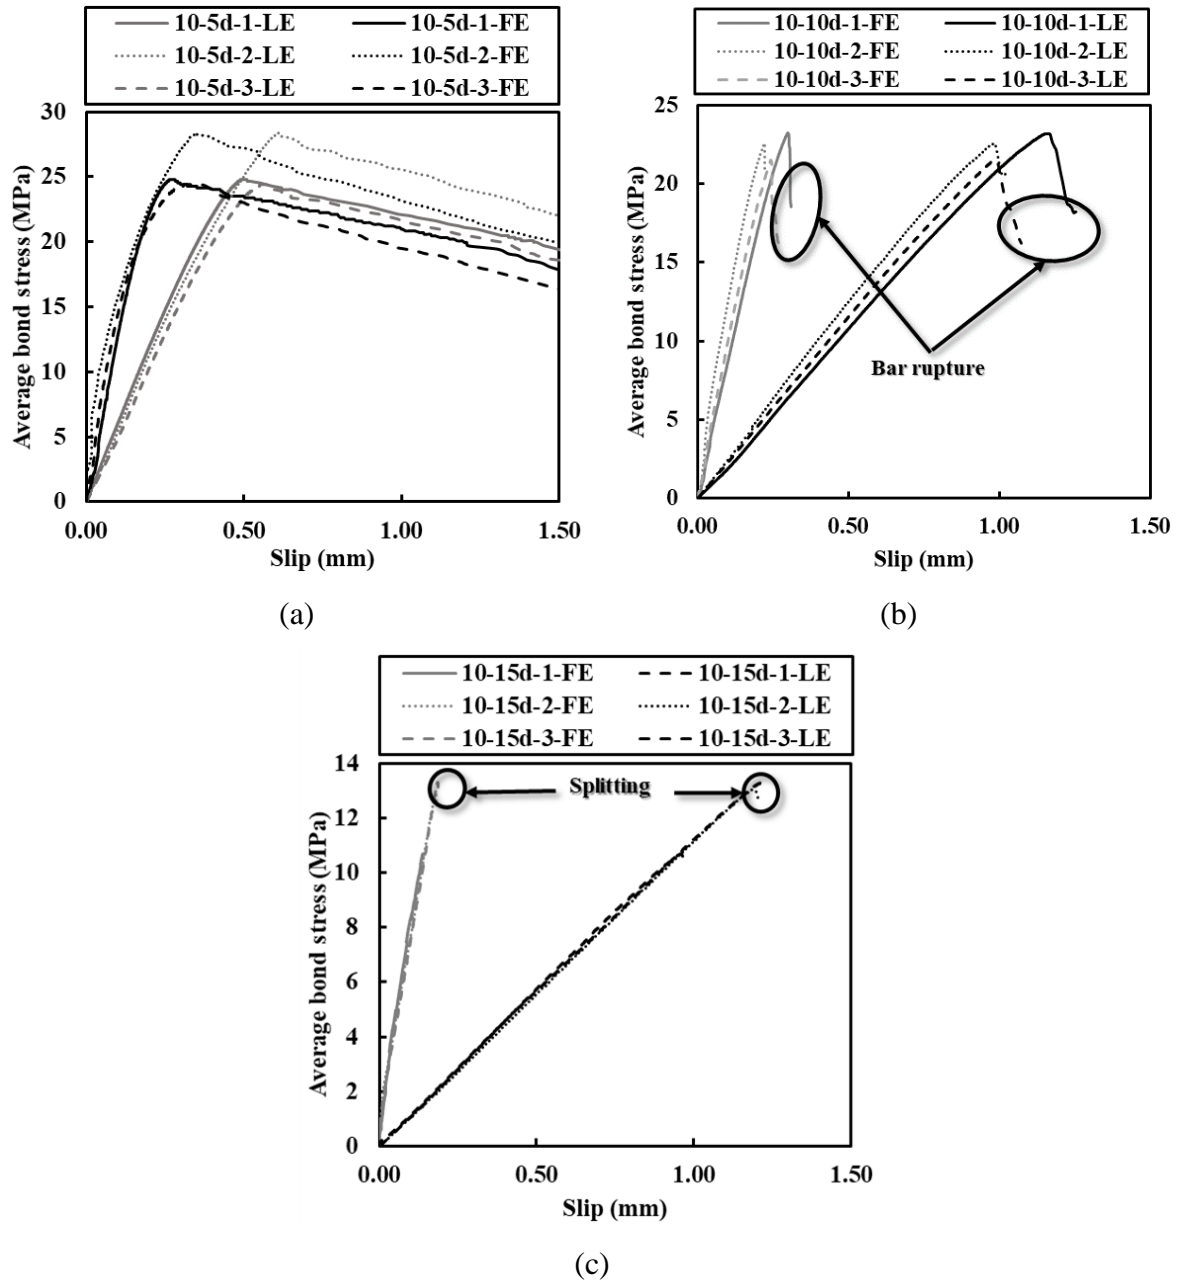 10-5d-1-LE 10-5d-1-FE
10-5d-2-LE 10-5d-2-FE
10-5d-3-LE 10-5d-3-FE
30
25
20
15
10
5
0
Average bond stress (MPa)
0.00 0.50 1.00 1.50
Slip (mm)
(a)
10-10d-1-FE 10-10d-1-LE
10-10d-2-FE 10-10d-2-LE
10-10d-3-FE 10-10d-3-LE
25
20
15
10
5
0
Average bond stress (MPa)
Bar rupture
0.00 0.50 1.00 1.50
Slip (mm)
(b)
10-15d-1-FE 10-15d-1-LE
10-15d-2-FE 10-15d-2-LE
10-15d-3-FE 10-15d-3-LE
14
12
10
8
6
4
2
0
Average bond stress (MPa)
Splitting
0.00 0.50 1.00 1.50
Slip (mm)
(c)